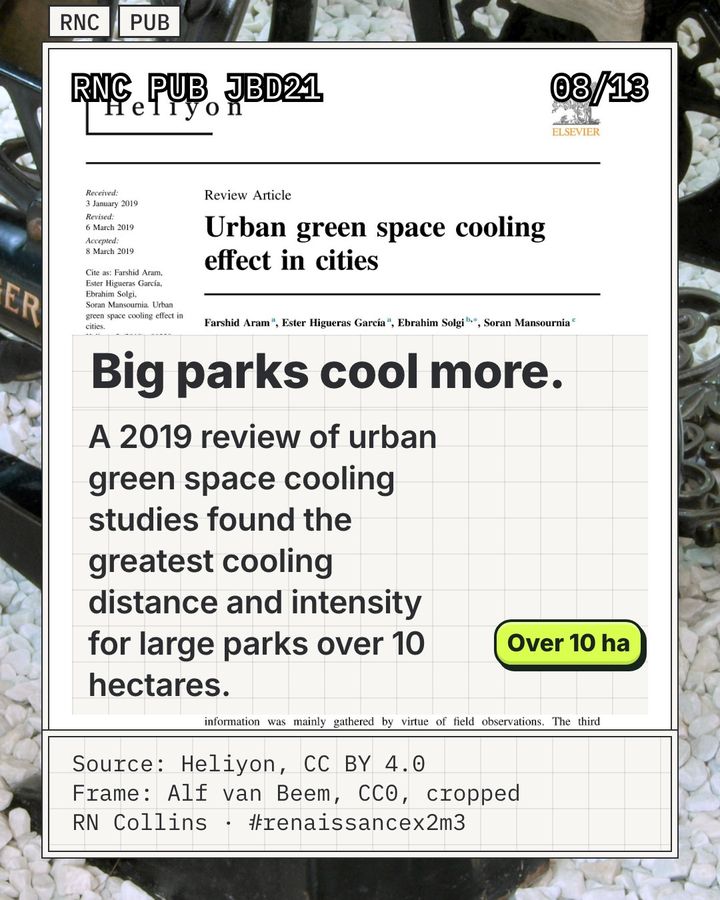 RNC PUB
RNC PUB JBD21 08/13
Heliyon
ELSEVIER
Received:
3 January 2019
Revised:
6 March 2019
Accepted:
8 March 2019
Cite as: Farshid Aram,
Ester Higueras García,
Ebrahim Solgi,
Soran Mansournia. Urban
green space cooling effect in
cities.
Review Article
Urban green space cooling
effect in cities
Farshid Aram a, Ester Higueras García a, Ebrahim Solgi b,*, Soran Mansournia c
Big parks cool more.
A 2019 review of urban
green space cooling
studies found the
greatest cooling
distance and intensity
for large parks over 10
hectares.
Over 10 ha
information was mainly gathered by virtue of field observations. The third
Source: Heliyon, CC BY 4.0
Frame: Alf van Beem, CC0, cropped
RN Collins · #renaissancex2m3